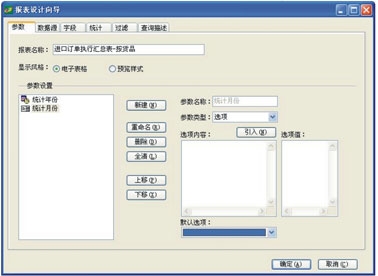 报表设计向导
参数 数据源 字段 统计 过滤 查询描述
报表名称： 进口订单执行汇总表-按货品
显示风格： 电子表格 预览样式
参数设置
统计年份
统计月份
新建(N)
重命名(R)
删除(D)
全清(L)
上移(P)
下移(X)
参数名称： 统计月份
参数类型： 选项
引入(M)
选项内容： 选项值：
默认选项：
确定(A) 取消(C)